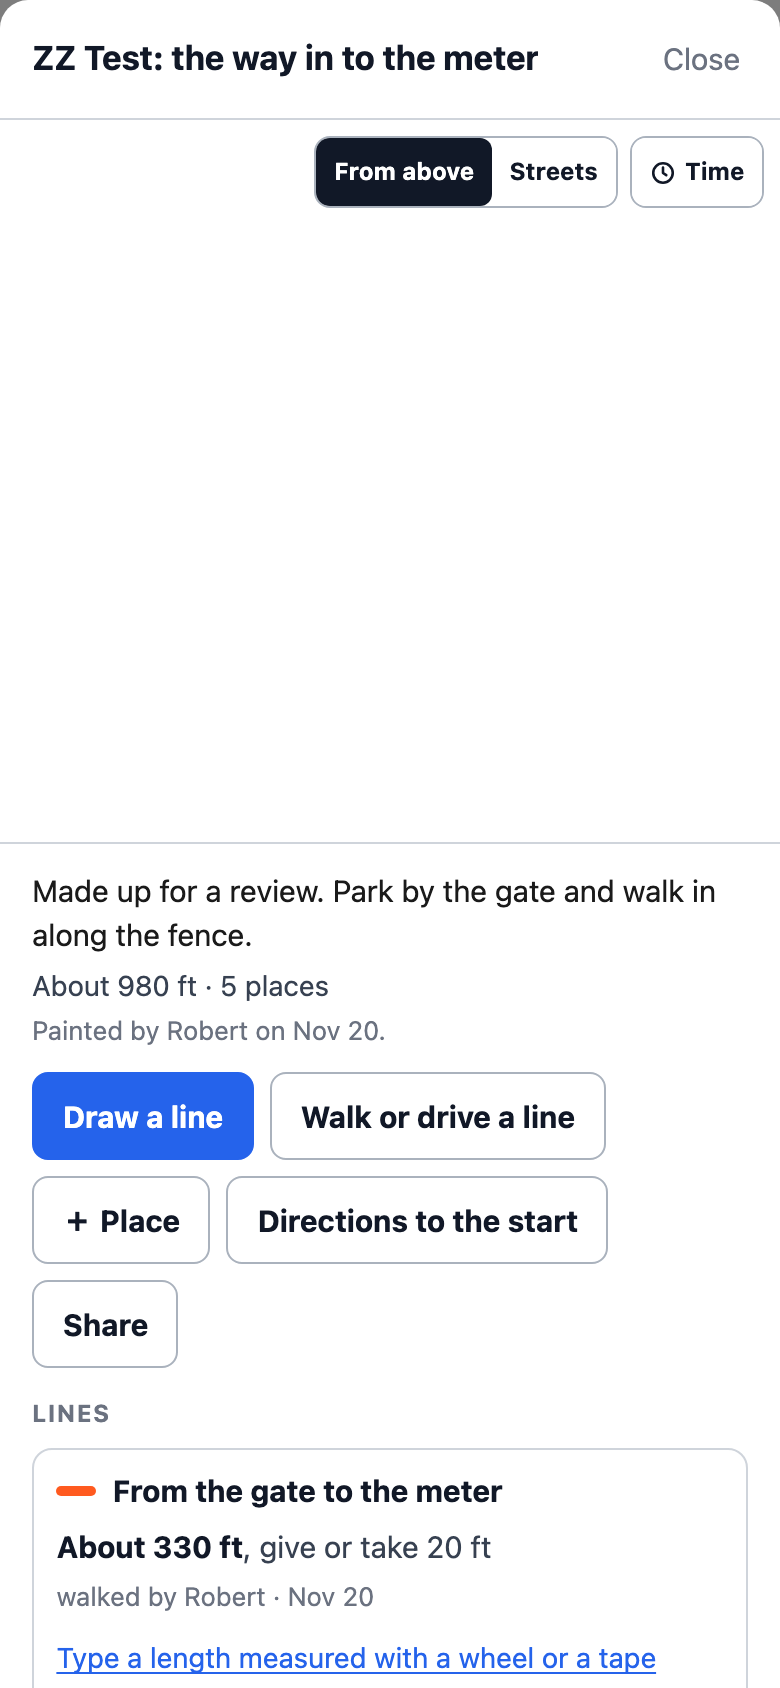 ZZ Test: the way in to the meter
Close
From above
Streets
Time
Made up for a review. Park by the gate and walk in
along the fence.
About 980 ft · 5 places
Painted by Robert on Nov 20.
Draw a line
Walk or drive a line
+ Place
Directions to the start
Share
LINES
From the gate to the meter
About 330 ft, give or take 20 ft
walked by Robert · Nov 20
Type a length measured with a wheel or a tape